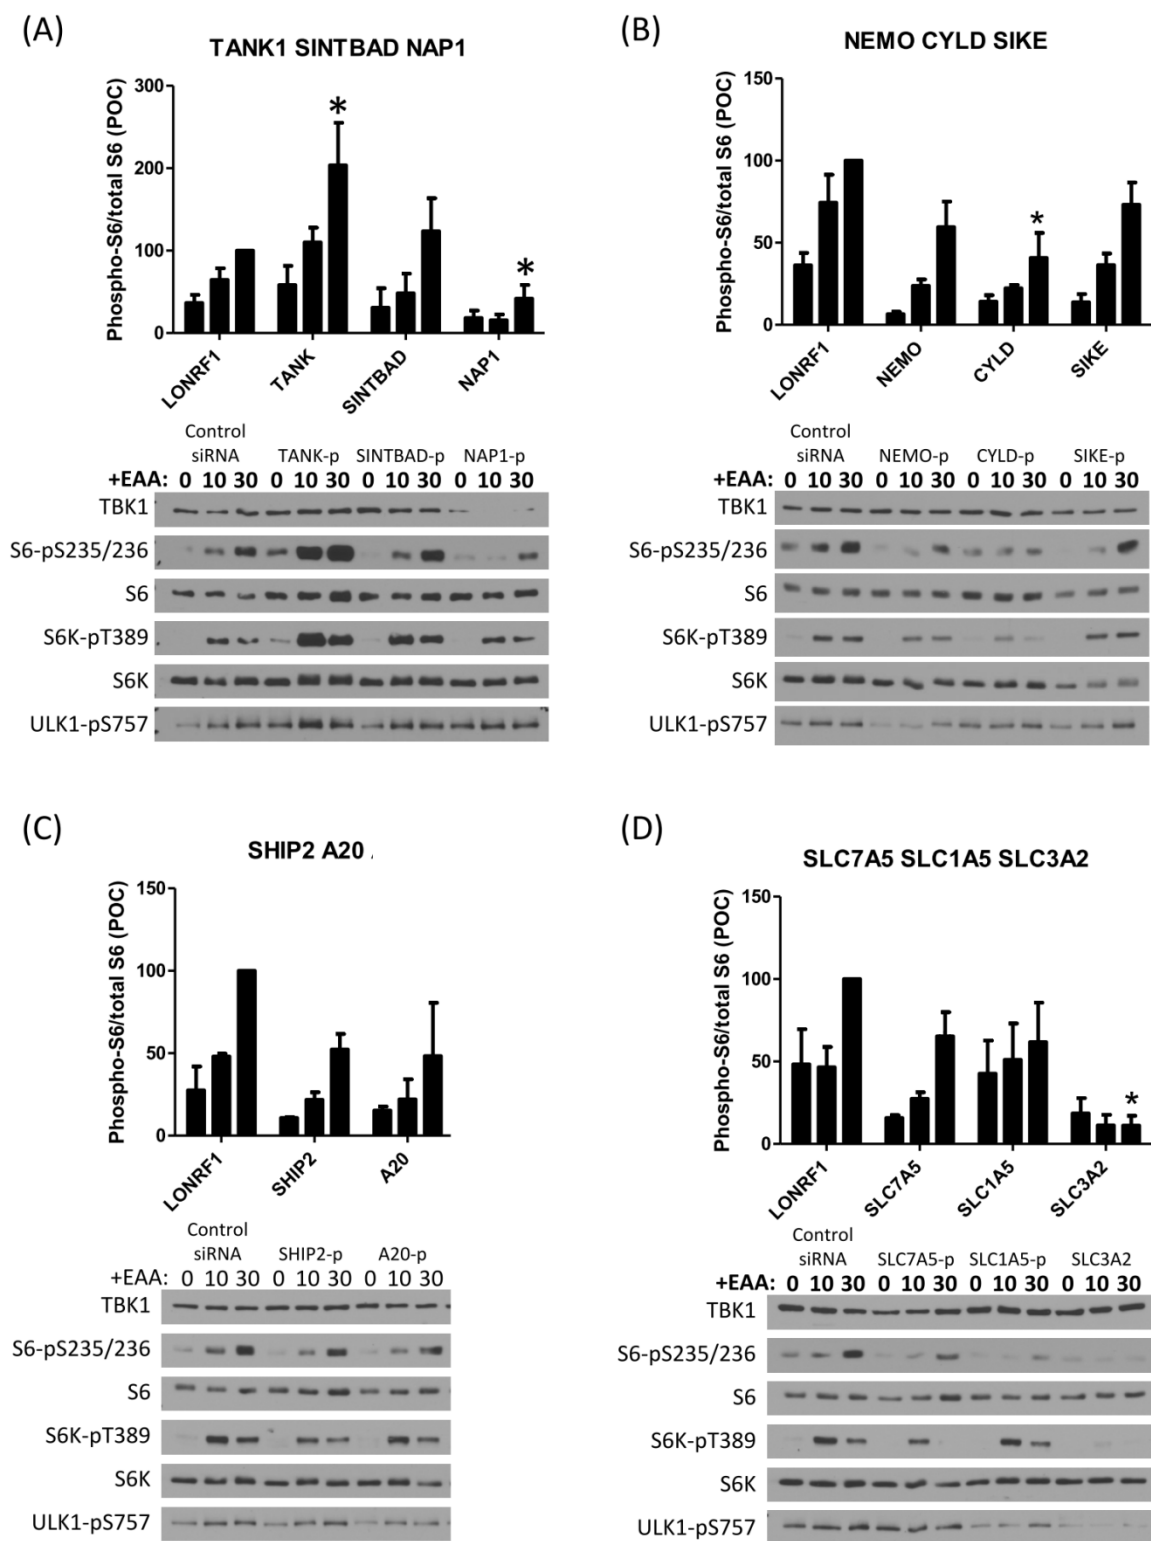 (A)
TANK1 SINTBAD NAP1
Phospho-S6/total S6 (POC)
300
200
100
0
* *
LONRF1 TANK SINTBAD NAP1
Control
siRNA TANK-p SINTBAD-p NAP1-p
+EAA: 0 10 30 0 10 30 0 10 30 0 10 30
TBK1
S6-pS235/236
S6
S6K-pT389
S6K
ULK1-pS757
(B)
NEMO CYLD SIKE
Phospho-S6/total S6 (POC)
150
100
50
0
*
LONRF1 NEMO CYLD SIKE
Control
siRNA NEMO-p CYLD-p SIKE-p
+EAA: 0 10 30 0 10 30 0 10 30 0 10 30
TBK1
S6-pS235/236
S6
S6K-pT389
S6K
ULK1-pS757
(C)
SHIP2 A20
Phospho-S6/total S6 (POC)
150
100
50
0
LONRF1 SHIP2 A20
Control
siRNA SHIP2-p A20-p
+EAA: 0 10 30 0 10 30 0 10 30
TBK1
S6-pS235/236
S6
S6K-pT389
S6K
ULK1-pS757
(D)
SLC7A5 SLC1A5 SLC3A2
Phospho-S6/total S6 (POC)
150
100
50
0
*
LONRF1 SLC7A5 SLC1A5 SLC3A2
Control
siRNA SLC7A5-p SLC1A5-p SLC3A2
+EAA: 0 10 30 0 10 30 0 10 30 0 10 30
TBK1
S6-pS235/236
S6
S6K-pT389
S6K
ULK1-pS757